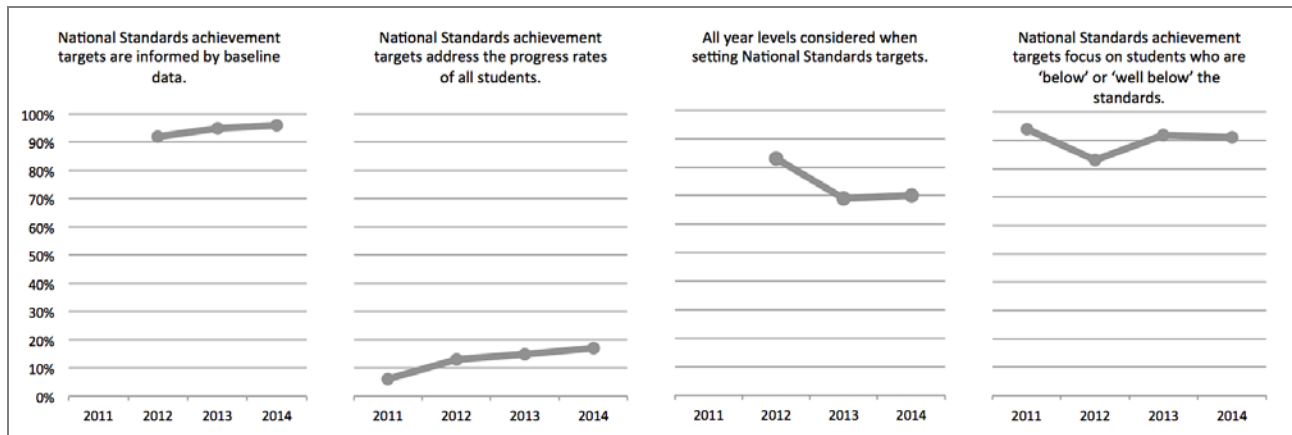 National Standards achievement
targets are informed by baseline
data.
National Standards achievement
targets address the progress rates
of all students.
All year levels considered when
setting National Standards targets.
National Standards achievement
targets focus on students who are
‘below’ or ‘well below’ the
standards.
100%
90%
80%
70%
60%
50%
40%
30%
20%
10%
0%
2011 2012 2013 2014
2011 2012 2013 2014
2011 2012 2013 2014
2011 2012 2013 2014